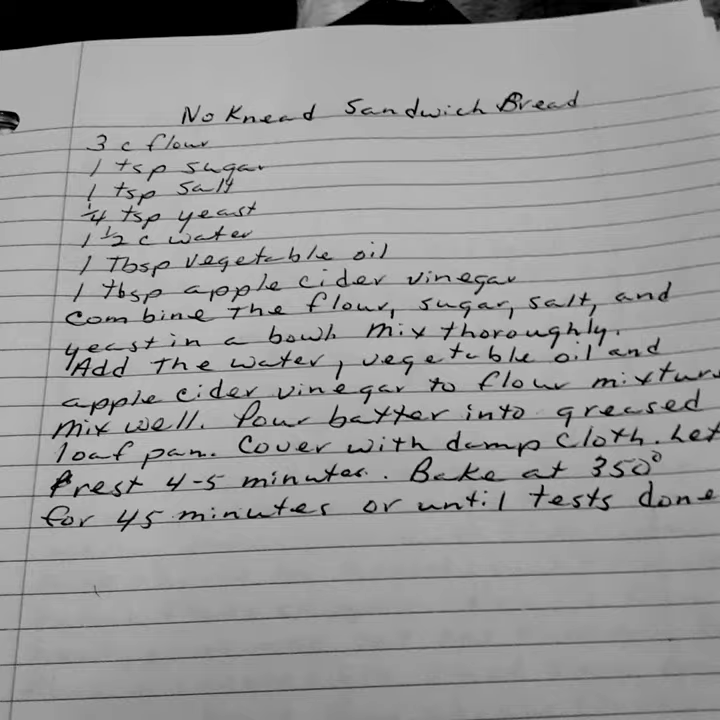 No Knead Sandwich Bread
3 c flour
1 tsp sugar
1 tsp salt
1/4 tsp yeast
1 1/2 c water
1 Tbsp vegetable oil
1 tbsp apple cider vinegar
Combine The flour, sugar, salt, and
yeast in a bowl. Mix thoroughly.
Add The water, vegetable oil and
apple cider vinegar to flour mixture
Mix well. Pour batter into greased
loaf pan. Cover with damp cloth. Let
rest 4-5 minutes. Bake at 350°
for 45 minutes or until tests done